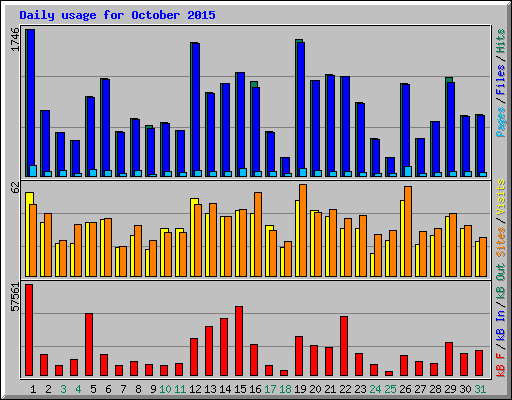 Daily usage for October 2015
1746
Pages / Files / Hits
62
Sites / Visits
57561
kB F / kB In / kB Out
1 2 3 4 5 6 7 8 9 10 11 12 13 14 15 16 17 18 19 20 21 22 23 24 25 26 27 28 29 30 31